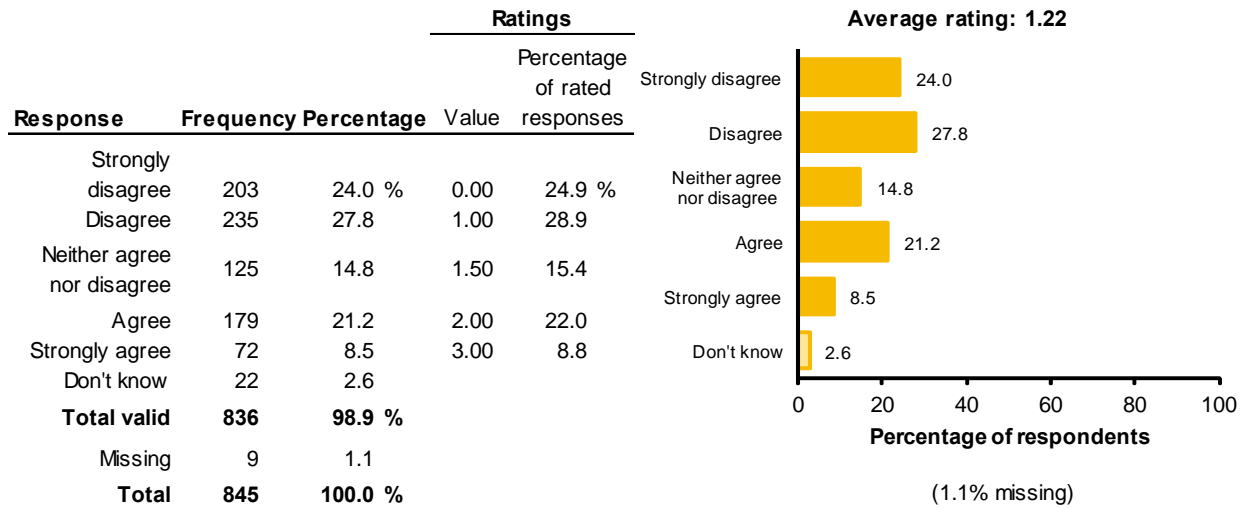 Ratings
Response Frequency Percentage Value Percentage of rated responses
Strongly disagree 203 24.0 % 0.00 24.9 %
Disagree 235 27.8 1.00 28.9
Neither agree nor disagree 125 14.8 1.50 15.4
Agree 179 21.2 2.00 22.0
Strongly agree 72 8.5 3.00 8.8
Don't know 22 2.6
Total valid 836 98.9 %
Missing 9 1.1
Total 845 100.0 %
Average rating: 1.22
Strongly disagree 24.0
Disagree 27.8
Neither agree
nor disagree 14.8
Agree 21.2
Strongly agree 8.5
Don't know 2.6
0 20 40 60 80 100
Percentage of respondents
(1.1% missing)